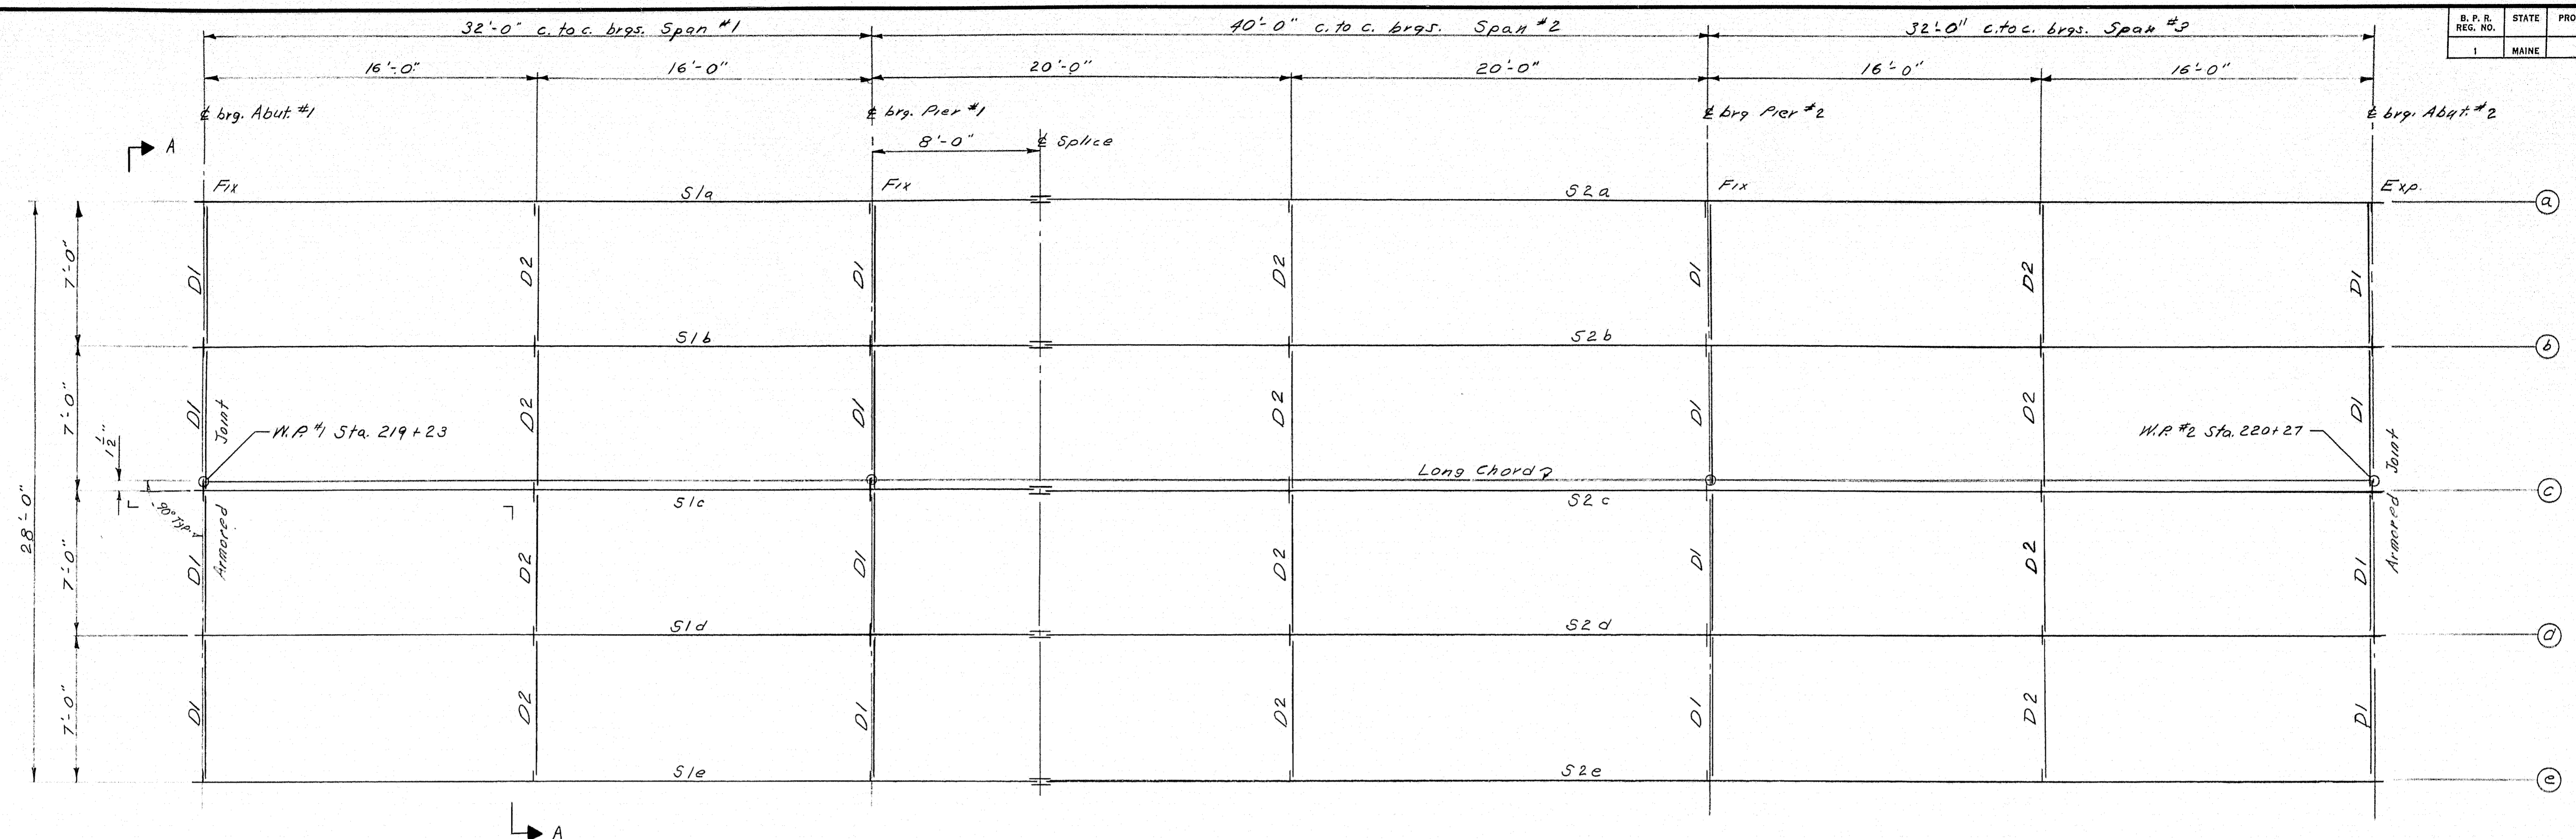 32'-0" c. to c. brgs. Span #1
40'-0" c. to c. brgs. Span #2
32'-0" c. to c. brgs. Span #3
B. P. R. REG. NO.
STATE
PRO
1
MAINE
16'-0"
16'-0"
20'-0"
20'-0"
16'-0"
16'-0"
℄ brg. Abut. #1
℄ brg. Pier #1
℄ brg Pier #2
℄ brg. Abut. #2
8'-0"
℄ Splice
A
Fix
S1a
Fix
S2a
Fix
Exp.
a
7'-0"
D1
D2
D1
D2
D1
D2
D1
S1b
S2b
b
28'-0"
7'-0"
1 1/2"
D1
Joint
W.P. #1 Sta. 219+23
D2
D1
D2
D1
D2
D1
W.P. #2 Sta. 220+27
Joint
Long Chord
S1c
S2c
c
90° Typ.
7'-0"
D1
Armored
D2
D1
D2
D1
D2
D1
Armored
S1d
S2d
d
7'-0"
D1
D2
D1
D2
D1
D2
D1
S1e
S2e
e
A